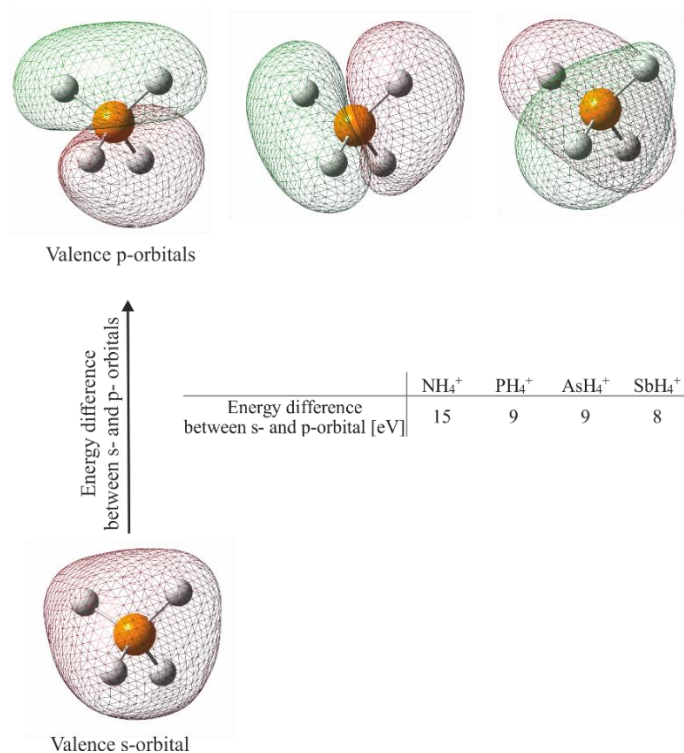 Valence p-orbitals
Energy difference
between s- and p- orbitals
NH₄⁺ PH₄⁺ AsH₄⁺ SbH₄⁺
Energy difference
between s- and p-orbital [eV] 15 9 9 8
Valence s-orbital